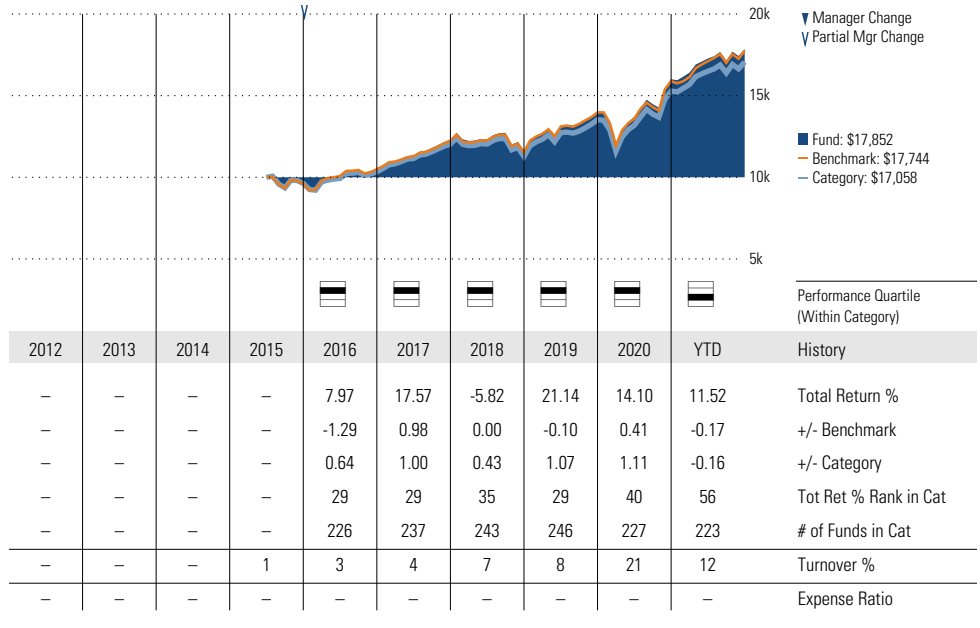 20k
▼ Manager Change
V Partial Mgr Change
15k
Fund: $17,852
Benchmark: $17,744
Category: $17,058
10k
5k
Performance Quartile
(Within Category)
2012 2013 2014 2015 2016 2017 2018 2019 2020 YTD History
– – – – 7.97 17.57 -5.82 21.14 14.10 11.52 Total Return %
– – – – -1.29 0.98 0.00 -0.10 0.41 -0.17 +/- Benchmark
– – – – 0.64 1.00 0.43 1.07 1.11 -0.16 +/- Category
– – – – 29 29 35 29 40 56 Tot Ret % Rank in Cat
– – – – 226 237 243 246 227 223 # of Funds in Cat
– – – 1 3 4 7 8 21 12 Turnover %
– – – – – – – – – – Expense Ratio